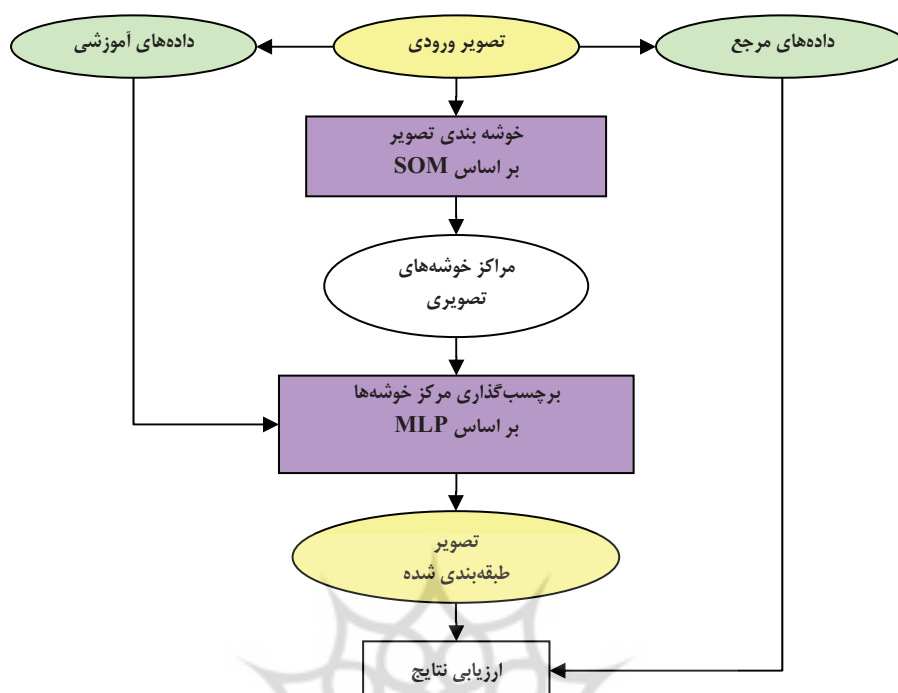 داده‌های مرجع
تصویر ورودی
داده‌های آموزشی
خوشه بندی تصویر
بر اساس SOM
مراکز خوشه‌های
تصویری
برچسب‌گذاری مرکز خوشه‌ها
بر اساس MLP
تصویر
طبقه‌بندی شده
ارزیابی نتایج